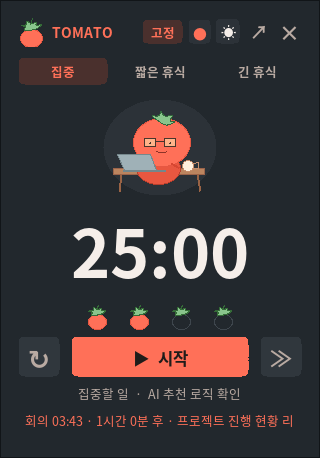 TOMATO 고정
집중 짧은 휴식 긴 휴식
25:00
시작
집중할 일 · AI 추천 로직 확인
회의 03:43 · 1시간 0분 후 · 프로젝트 진행 현황 리